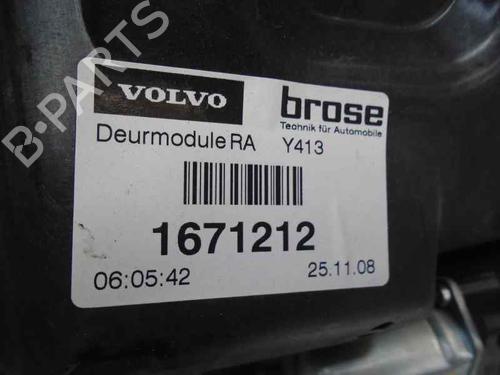 VOLVO
brose
Technik für Automobile
Deurmodule RA Y413
1671212
06:05:42 25.11.08
B-PARTS